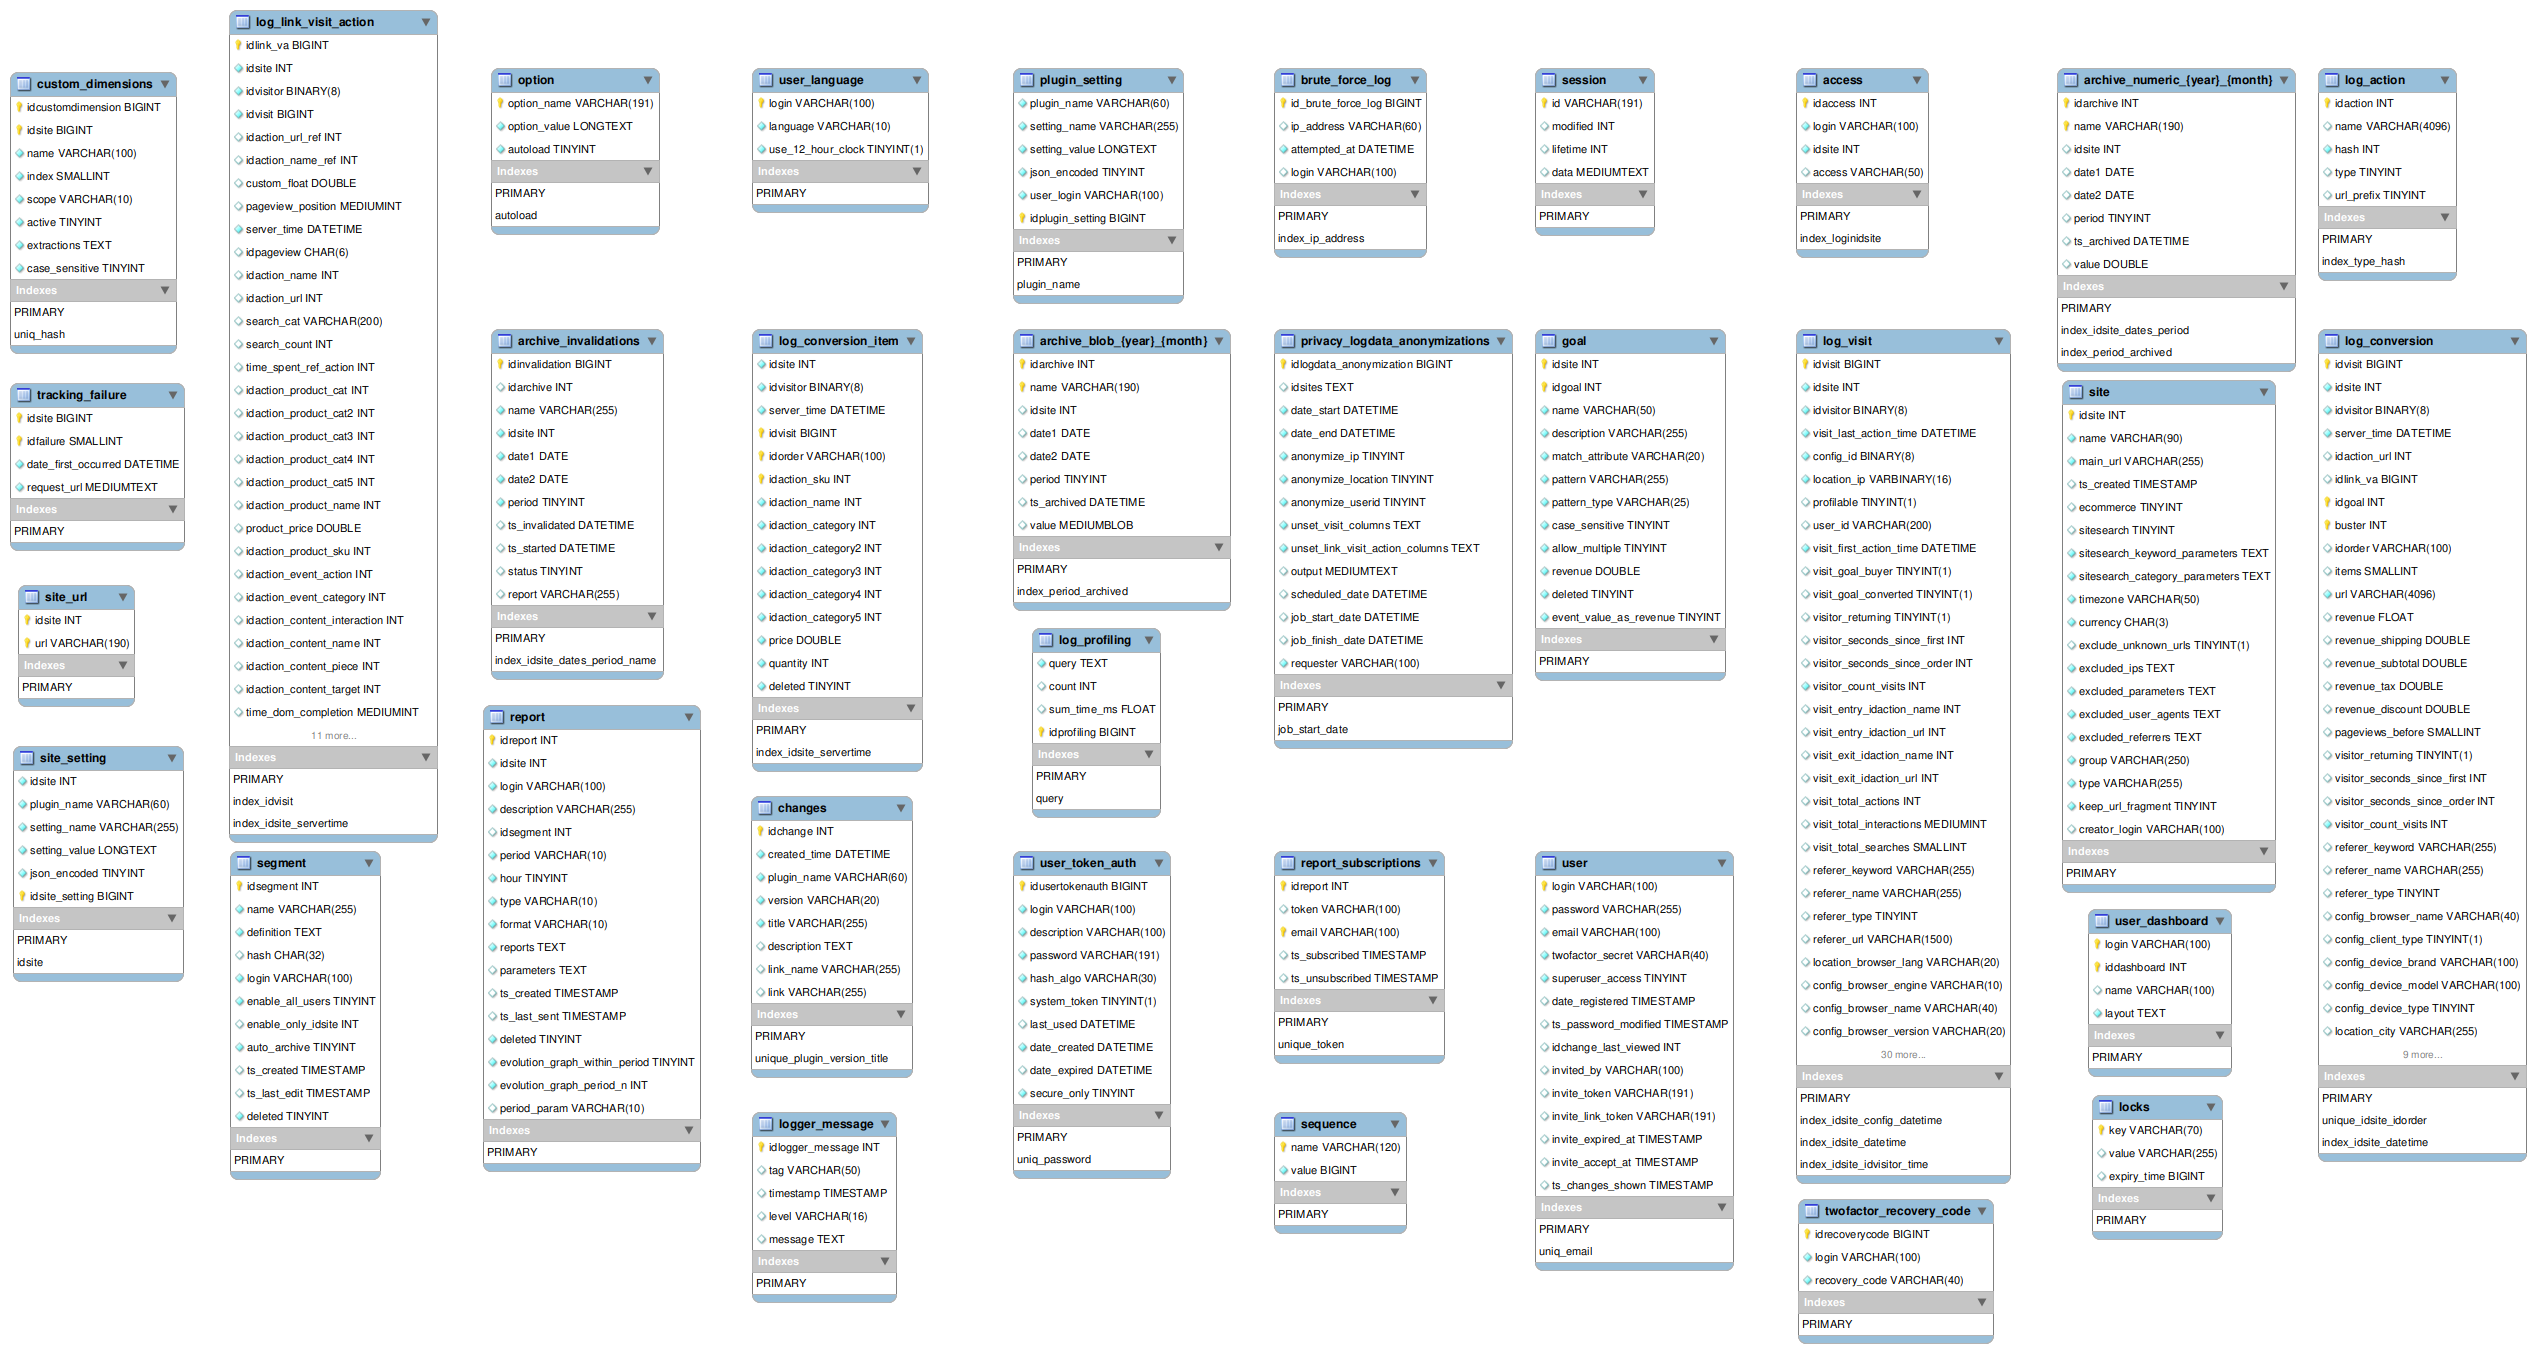 custom_dimensions
idcustomdimension BIGINT
idsite BIGINT
name VARCHAR(100)
index SMALLINT
scope VARCHAR(10)
active TINYINT
extractions TEXT
case_sensitive TINYINT
Indexes
PRIMARY
uniq_hash
tracking_failure
idsite BIGINT
idfailure SMALLINT
date_first_occurred DATETIME
request_url MEDIUMTEXT
Indexes
PRIMARY
site_url
idsite INT
url VARCHAR(190)
Indexes
PRIMARY
site_setting
idsite INT
plugin_name VARCHAR(60)
setting_name VARCHAR(255)
setting_value LONGTEXT
json_encoded TINYINT
idsite_setting BIGINT
Indexes
PRIMARY
idsite
log_link_visit_action
idlink_va BIGINT
idsite INT
idvisitor BINARY(8)
idvisit BIGINT
idaction_url_ref INT
idaction_name_ref INT
custom_float DOUBLE
pageview_position MEDIUMINT
server_time DATETIME
idpageview CHAR(6)
idaction_name INT
idaction_url INT
search_cat VARCHAR(200)
search_count INT
time_spent_ref_action INT
idaction_product_cat INT
idaction_product_cat2 INT
idaction_product_cat3 INT
idaction_product_cat4 INT
idaction_product_cat5 INT
idaction_product_name INT
product_price DOUBLE
idaction_product_sku INT
idaction_event_action INT
idaction_event_category INT
idaction_content_interaction INT
idaction_content_name INT
idaction_content_piece INT
idaction_content_target INT
time_dom_completion MEDIUMINT
11 more...
Indexes
PRIMARY
index_idvisit
index_idsite_servertime
segment
idsegment INT
name VARCHAR(255)
definition TEXT
hash CHAR(32)
login VARCHAR(100)
enable_all_users TINYINT
enable_only_idsite INT
auto_archive TINYINT
ts_created TIMESTAMP
ts_last_edit TIMESTAMP
deleted TINYINT
Indexes
PRIMARY
option
option_name VARCHAR(191)
option_value LONGTEXT
autoload TINYINT
Indexes
PRIMARY
autoload
archive_invalidations
idinvalidation BIGINT
idarchive INT
name VARCHAR(255)
idsite INT
date1 DATE
date2 DATE
period TINYINT
ts_invalidated DATETIME
ts_started DATETIME
status TINYINT
report VARCHAR(255)
Indexes
PRIMARY
index_idsite_dates_period_name
report
idreport INT
idsite INT
login VARCHAR(100)
description VARCHAR(255)
idsegment INT
period VARCHAR(10)
hour TINYINT
type VARCHAR(10)
format VARCHAR(10)
reports TEXT
parameters TEXT
ts_created TIMESTAMP
ts_last_sent TIMESTAMP
deleted TINYINT
evolution_graph_within_period TINYINT
evolution_graph_period_n INT
period_param VARCHAR(10)
Indexes
PRIMARY
user_language
login VARCHAR(100)
language VARCHAR(10)
use_12_hour_clock TINYINT(1)
Indexes
PRIMARY
log_conversion_item
idsite INT
idvisitor BINARY(8)
server_time DATETIME
idvisit BIGINT
idorder VARCHAR(100)
idaction_sku INT
idaction_name INT
idaction_category INT
idaction_category2 INT
idaction_category3 INT
idaction_category4 INT
idaction_category5 INT
price DOUBLE
quantity INT
deleted TINYINT
Indexes
PRIMARY
index_idsite_servertime
changes
idchange INT
created_time DATETIME
plugin_name VARCHAR(60)
version VARCHAR(20)
title VARCHAR(255)
description TEXT
link_name VARCHAR(255)
link VARCHAR(255)
Indexes
PRIMARY
unique_plugin_version_title
logger_message
idlogger_message INT
tag VARCHAR(50)
timestamp TIMESTAMP
level VARCHAR(16)
message TEXT
Indexes
PRIMARY
plugin_setting
plugin_name VARCHAR(60)
setting_name VARCHAR(255)
setting_value LONGTEXT
json_encoded TINYINT
user_login VARCHAR(100)
idplugin_setting BIGINT
Indexes
PRIMARY
plugin_name
archive_blob_{year}_{month}
idarchive INT
name VARCHAR(190)
idsite INT
date1 DATE
date2 DATE
period TINYINT
ts_archived DATETIME
value MEDIUMBLOB
Indexes
PRIMARY
index_period_archived
log_profiling
query TEXT
count INT
sum_time_ms FLOAT
idprofiling BIGINT
Indexes
PRIMARY
query
user_token_auth
idusertokenauth BIGINT
login VARCHAR(100)
description VARCHAR(100)
password VARCHAR(191)
hash_algo VARCHAR(30)
system_token TINYINT(1)
last_used DATETIME
date_created DATETIME
date_expired DATETIME
secure_only TINYINT
Indexes
PRIMARY
uniq_password
brute_force_log
id_brute_force_log BIGINT
ip_address VARCHAR(60)
attempted_at DATETIME
login VARCHAR(100)
Indexes
PRIMARY
index_ip_address
privacy_logdata_anonymizations
idlogdata_anonymization BIGINT
idsites TEXT
date_start DATETIME
date_end DATETIME
anonymize_ip TINYINT
anonymize_location TINYINT
anonymize_userid TINYINT
unset_visit_columns TEXT
unset_link_visit_action_columns TEXT
output MEDIUMTEXT
scheduled_date DATETIME
job_start_date DATETIME
job_finish_date DATETIME
requester VARCHAR(100)
Indexes
PRIMARY
job_start_date
report_subscriptions
idreport INT
token VARCHAR(100)
email VARCHAR(100)
ts_subscribed TIMESTAMP
ts_unsubscribed TIMESTAMP
Indexes
PRIMARY
unique_token
sequence
name VARCHAR(120)
value BIGINT
Indexes
PRIMARY
session
id VARCHAR(191)
modified INT
lifetime INT
data MEDIUMTEXT
Indexes
PRIMARY
goal
idsite INT
idgoal INT
name VARCHAR(50)
description VARCHAR(255)
match_attribute VARCHAR(20)
pattern VARCHAR(255)
pattern_type VARCHAR(25)
case_sensitive TINYINT
allow_multiple TINYINT
revenue DOUBLE
deleted TINYINT
event_value_as_revenue TINYINT
Indexes
PRIMARY
user
login VARCHAR(100)
password VARCHAR(255)
email VARCHAR(100)
twofactor_secret VARCHAR(40)
superuser_access TINYINT
date_registered TIMESTAMP
ts_password_modified TIMESTAMP
idchange_last_viewed INT
invited_by VARCHAR(100)
invite_token VARCHAR(191)
invite_link_token VARCHAR(191)
invite_expired_at TIMESTAMP
invite_accept_at TIMESTAMP
ts_changes_shown TIMESTAMP
Indexes
PRIMARY
uniq_email
access
idaccess INT
login VARCHAR(100)
idsite INT
access VARCHAR(50)
Indexes
PRIMARY
index_loginidsite
log_visit
idvisit BIGINT
idsite INT
idvisitor BINARY(8)
visit_last_action_time DATETIME
config_id BINARY(8)
location_ip VARBINARY(16)
profilable TINYINT(1)
user_id VARCHAR(200)
visit_first_action_time DATETIME
visit_goal_buyer TINYINT(1)
visit_goal_converted TINYINT(1)
visitor_returning TINYINT(1)
visitor_seconds_since_first INT
visitor_seconds_since_order INT
visitor_count_visits INT
visit_entry_idaction_name INT
visit_entry_idaction_url INT
visit_exit_idaction_name INT
visit_exit_idaction_url INT
visit_total_actions INT
visit_total_interactions MEDIUMINT
visit_total_searches SMALLINT
referer_keyword VARCHAR(255)
referer_name VARCHAR(255)
referer_type TINYINT
referer_url VARCHAR(1500)
location_browser_lang VARCHAR(20)
config_browser_engine VARCHAR(10)
config_browser_name VARCHAR(40)
config_browser_version VARCHAR(20)
30 more...
Indexes
PRIMARY
index_idsite_config_datetime
index_idsite_datetime
index_idsite_idvisitor_time
twofactor_recovery_code
idrecoverycode BIGINT
login VARCHAR(100)
recovery_code VARCHAR(40)
Indexes
PRIMARY
archive_numeric_{year}_{month}
idarchive INT
name VARCHAR(190)
idsite INT
date1 DATE
date2 DATE
period TINYINT
ts_archived DATETIME
value DOUBLE
Indexes
PRIMARY
index_idsite_dates_period
index_period_archived
site
idsite INT
name VARCHAR(90)
main_url VARCHAR(255)
ts_created TIMESTAMP
ecommerce TINYINT
sitesearch TINYINT
sitesearch_keyword_parameters TEXT
sitesearch_category_parameters TEXT
timezone VARCHAR(50)
currency CHAR(3)
exclude_unknown_urls TINYINT(1)
excluded_ips TEXT
excluded_parameters TEXT
excluded_user_agents TEXT
excluded_referrers TEXT
group VARCHAR(250)
type VARCHAR(255)
keep_url_fragment TINYINT
creator_login VARCHAR(100)
Indexes
PRIMARY
user_dashboard
login VARCHAR(100)
iddashboard INT
name VARCHAR(100)
layout TEXT
Indexes
PRIMARY
locks
key VARCHAR(70)
value VARCHAR(255)
expiry_time BIGINT
Indexes
PRIMARY
log_action
idaction INT
name VARCHAR(4096)
hash INT
type TINYINT
url_prefix TINYINT
Indexes
PRIMARY
index_type_hash
log_conversion
idvisit BIGINT
idsite INT
idvisitor BINARY(8)
server_time DATETIME
idaction_url INT
idlink_va BIGINT
idgoal INT
buster INT
idorder VARCHAR(100)
items SMALLINT
url VARCHAR(4096)
revenue FLOAT
revenue_shipping DOUBLE
revenue_subtotal DOUBLE
revenue_tax DOUBLE
revenue_discount DOUBLE
pageviews_before SMALLINT
visitor_returning TINYINT(1)
visitor_seconds_since_first INT
visitor_seconds_since_order INT
visitor_count_visits INT
referer_keyword VARCHAR(255)
referer_name VARCHAR(255)
referer_type TINYINT
config_browser_name VARCHAR(40)
config_client_type TINYINT(1)
config_device_brand VARCHAR(100)
config_device_model VARCHAR(100)
config_device_type TINYINT
location_city VARCHAR(255)
9 more...
Indexes
PRIMARY
unique_idsite_idorder
index_idsite_datetime